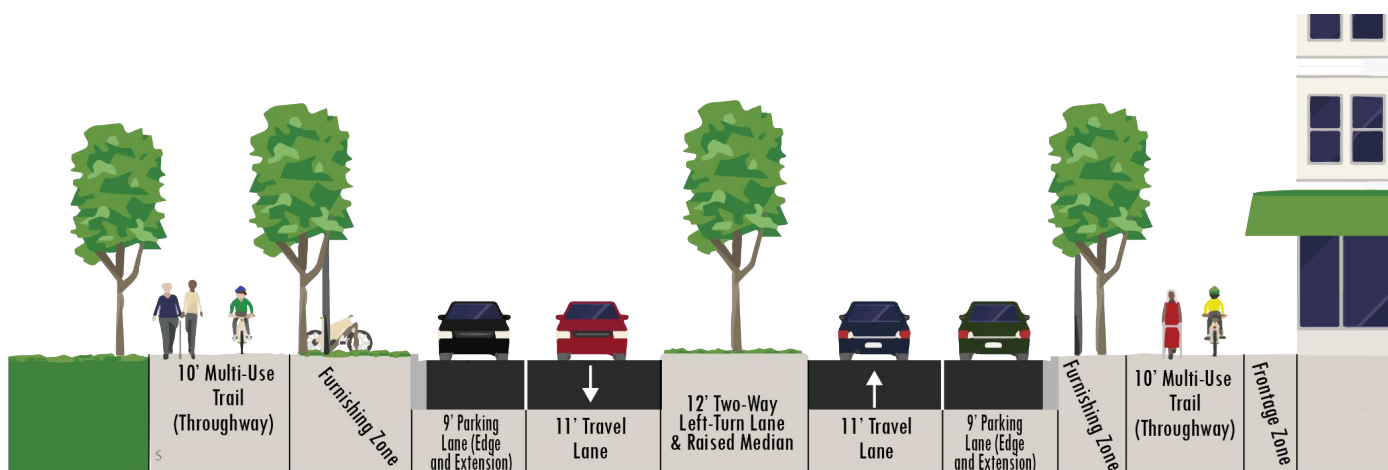 10' Multi-Use
Trail
(Throughway)
S
Furnishing Zone
9' Parking
Lane (Edge
and Extension)
11' Travel
Lane
12' Two-Way
Left-Turn Lane
& Raised Median
11' Travel
Lane
9' Parking
Lane (Edge
and Extension)
Furnishing Zone
10' Multi-Use
Trail
(Throughway)
Frontage Zone